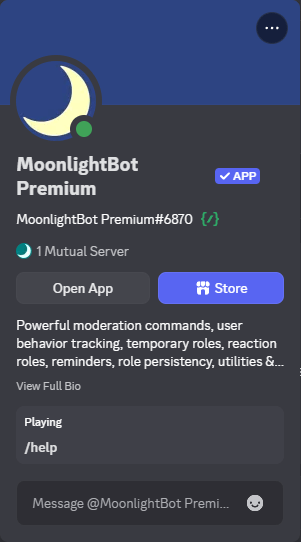 MoonlightBot
Premium
APP
MoonlightBot Premium#6870 {/}
1 Mutual Server
Open App
Store
Powerful moderation commands, user
behavior tracking, temporary roles, reaction
roles, reminders, role persistency, utilities &...
View Full Bio
Playing
/help
Message @MoonlightBot Premi...